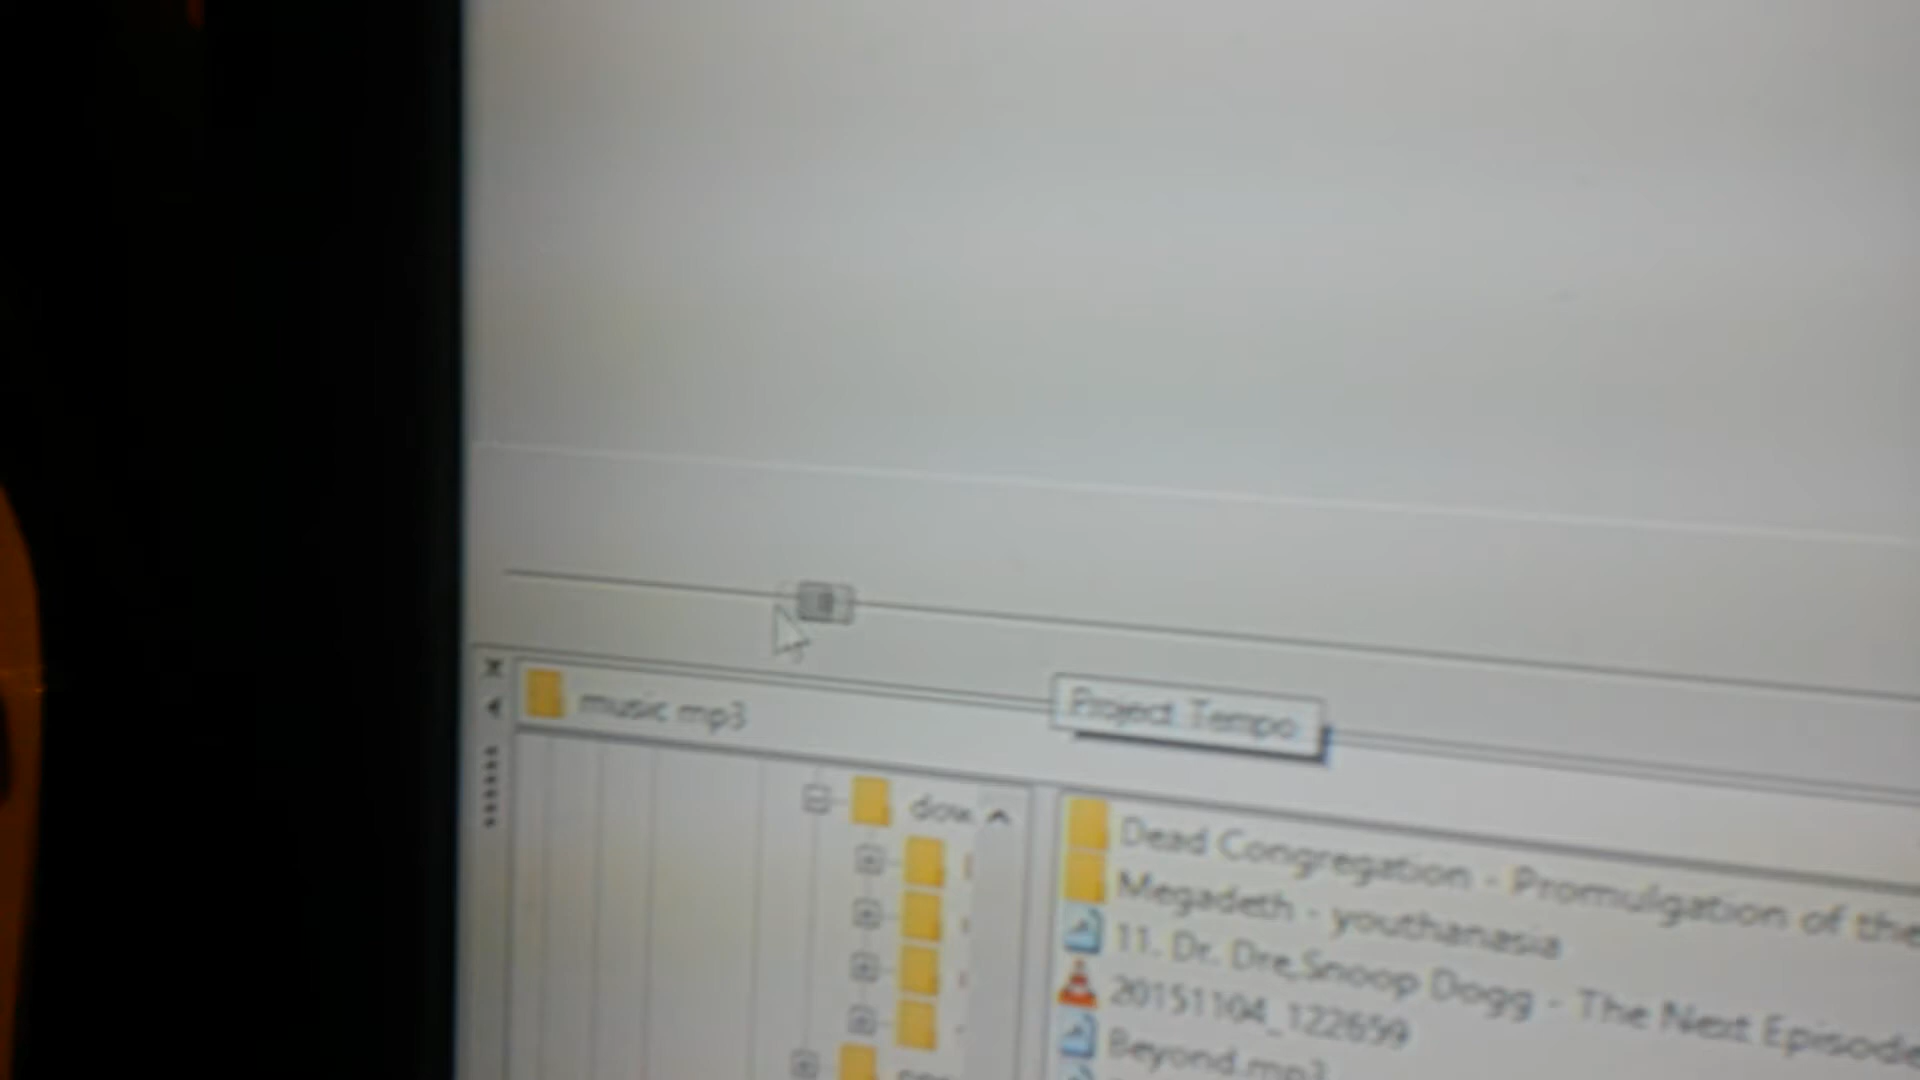 music mp3
Project Tempo
dow
Dead Congregation - Promulgation of the
Megadeth - youthanasia
11. Dr. Dre,Snoop Dogg - The Next Episode
20151104_122659
Beyond.mp3